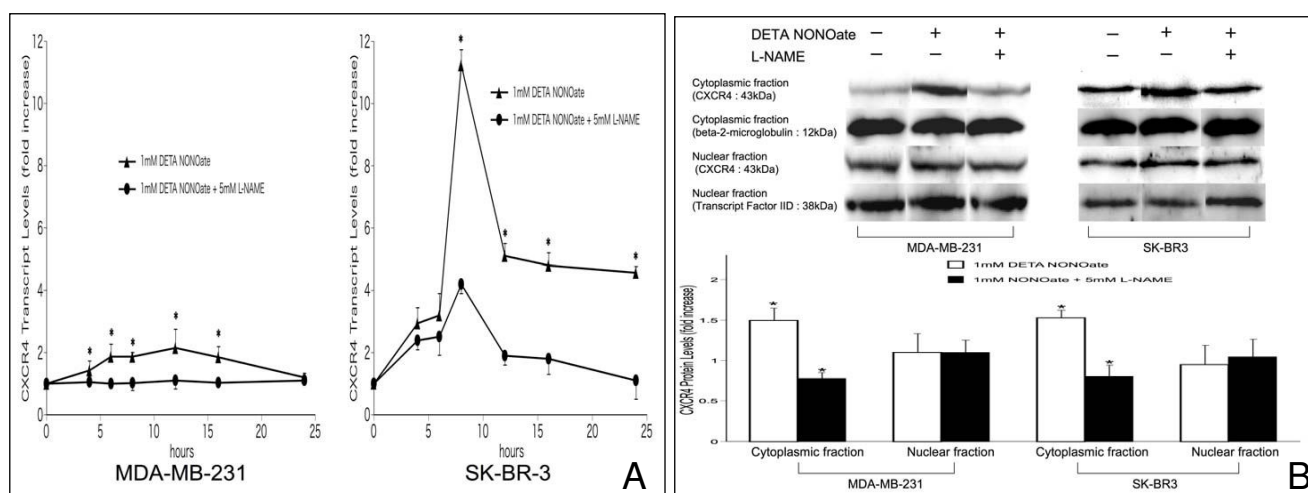 CXCR4 Transcript Levels (fold increase)
12
10
8
6
4
2
0
* * * * *
1mM DETA NONOate
1mM DETA NONOate + 5mM L-NAME
0 5 10 15 20 25
hours
MDA-MB-231
CXCR4 Transcript Levels (fold increase)
12
10
8
6
4
2
0
*
* * *
1mM DETA NONOate
1mM DETA NONOate + 5mM L-NAME
0 5 10 15 20 25
hours
SK-BR-3
A
DETA NONOate − + + − + +
L-NAME − − + − − +
Cytoplasmic fraction
(CXCR4 : 43kDa)
Cytoplasmic fraction
(beta-2-microglobulin : 12kDa)
Nuclear fraction
(CXCR4 : 43kDa)
Nuclear fraction
(Transcript Factor IID : 38kDa)
MDA-MB-231 SK-BR3
1mM DETA NONOate
1mM NONOate + 5mM L-NAME
CXCR4 Protein Levels (fold increase)
2
1.5
1
0.5
0
* * * *
Cytoplasmic fraction Nuclear fraction Cytoplasmic fraction Nuclear fraction
MDA-MB-231 SK-BR3
B